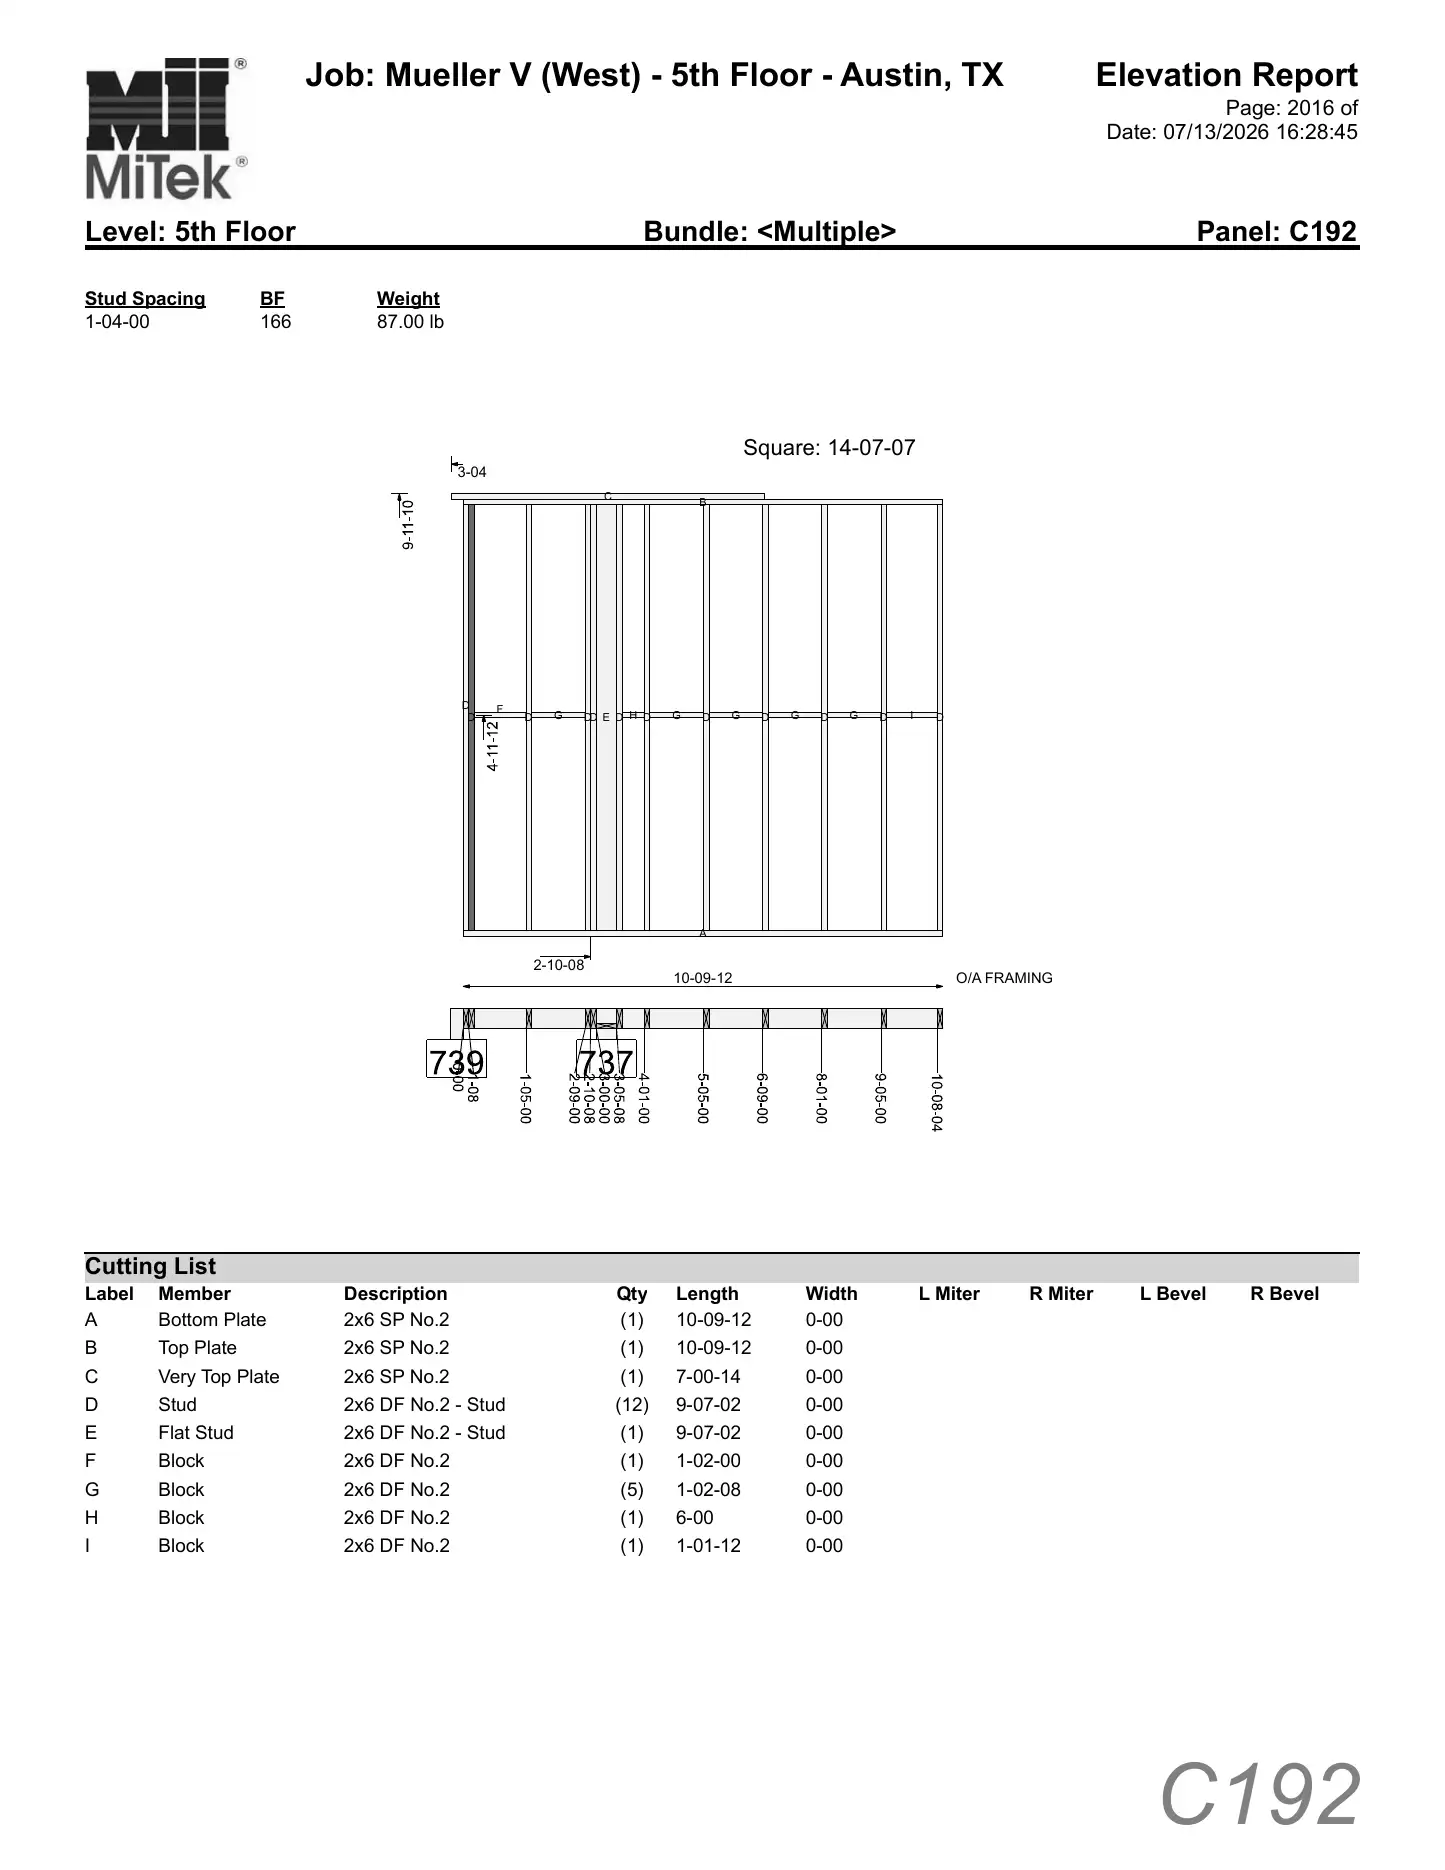 ®
MiTek®
Job: Mueller V (West) - 5th Floor - Austin, TX
Elevation Report
Page: 2016 of
Date: 07/13/2026 16:28:45
Level: 5th Floor Bundle: <Multiple> Panel: C192
Stud Spacing BF Weight
1-04-00 166 87.00 lb
Square: 14-07-07
3-04
9-11-10
C
B
D
F
D D G D D E D H D G D G D G D G D I D
4-11-12
A
2-10-08
10-09-12
O/A FRAMING
739
737
1-05-00
2-09-00
2-10-08
3-00-00
3-05-08
4-01-00
5-05-00
6-09-00
8-01-00
9-05-00
10-08-04
Cutting List
Label Member Description Qty Length Width L Miter R Miter L Bevel R Bevel
A Bottom Plate 2x6 SP No.2 (1) 10-09-12 0-00
B Top Plate 2x6 SP No.2 (1) 10-09-12 0-00
C Very Top Plate 2x6 SP No.2 (1) 7-00-14 0-00
D Stud 2x6 DF No.2 - Stud (12) 9-07-02 0-00
E Flat Stud 2x6 DF No.2 - Stud (1) 9-07-02 0-00
F Block 2x6 DF No.2 (1) 1-02-00 0-00
G Block 2x6 DF No.2 (5) 1-02-08 0-00
H Block 2x6 DF No.2 (1) 6-00 0-00
I Block 2x6 DF No.2 (1) 1-01-12 0-00
C192